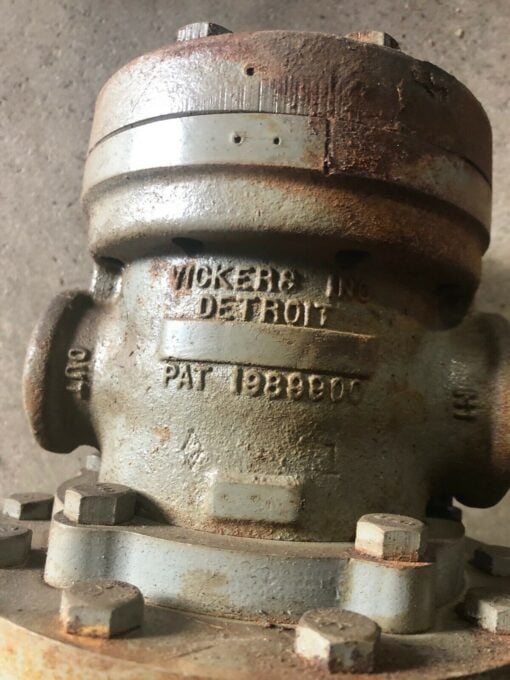 VICKERS INC
DETROIT
OUT
PAT 1989900
IN